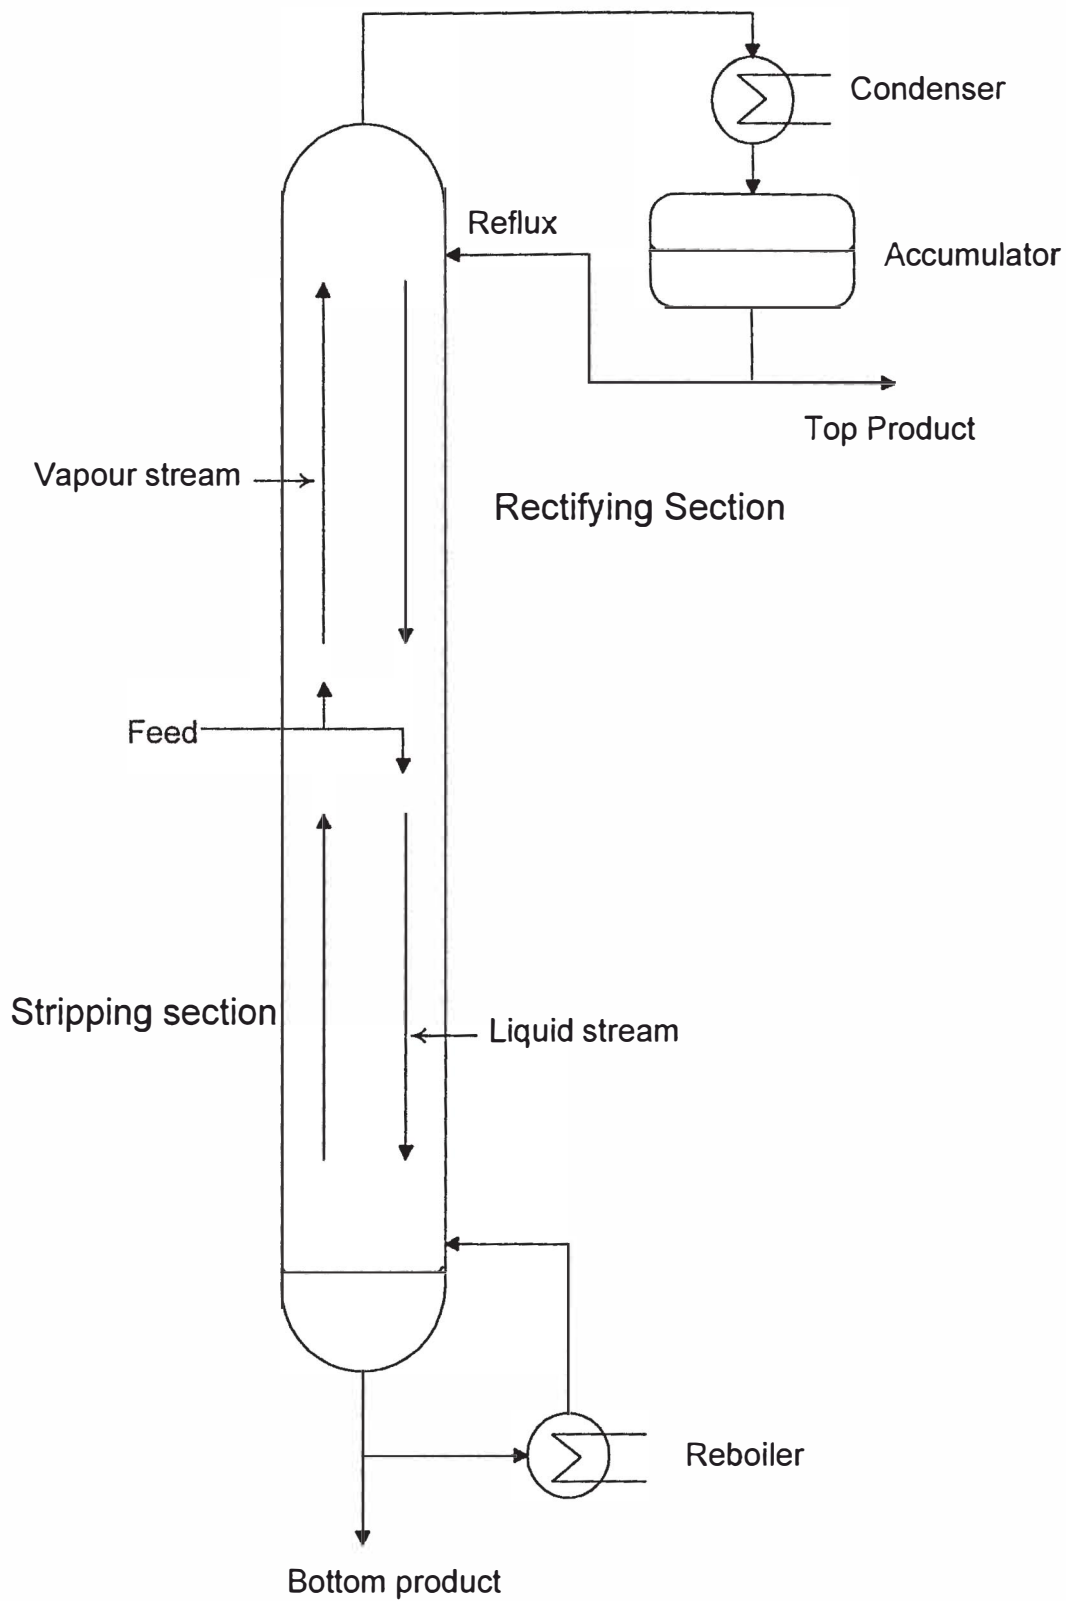 Condenser
Reflux
Accumulator
Top Product
Vapour stream
Rectifying Section
Feed
Stripping section
Liquid stream
Reboiler
Bottom product